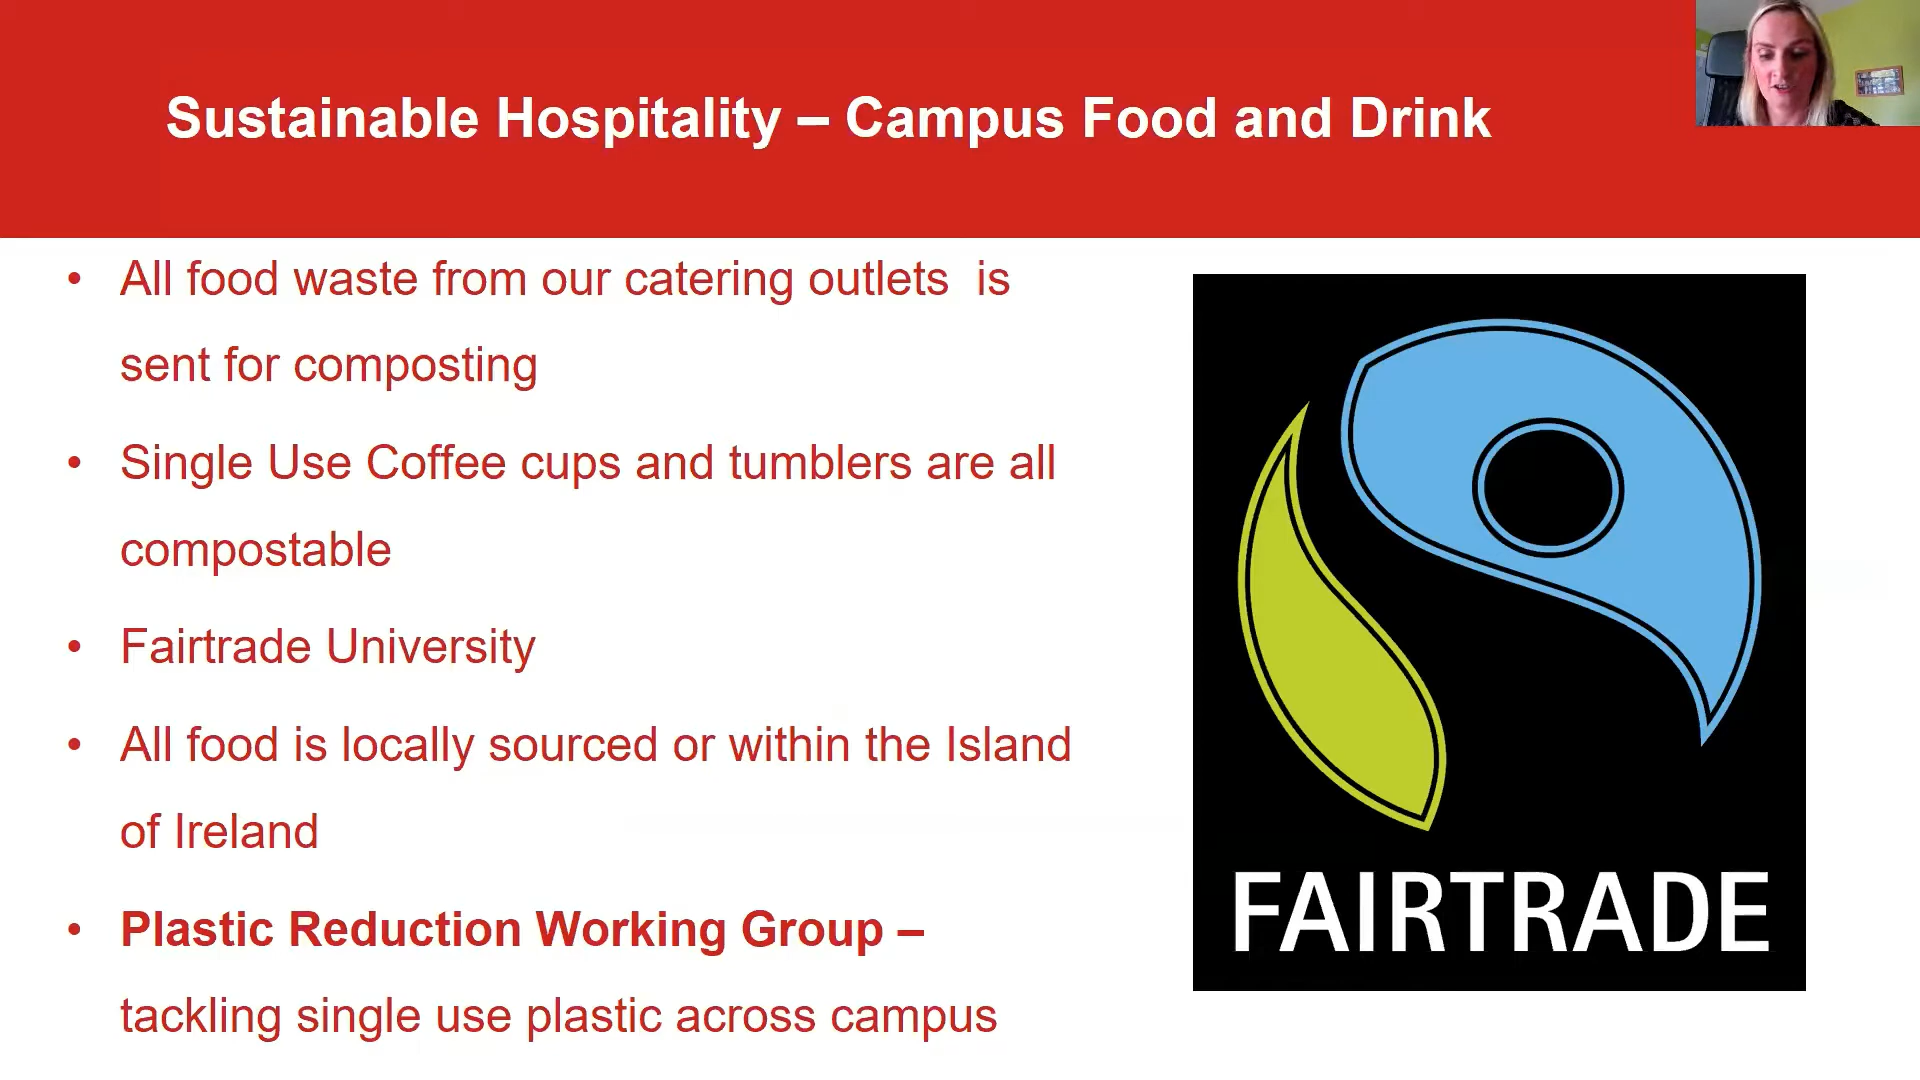 Sustainable Hospitality – Campus Food and Drink
• All food waste from our catering outlets  is
sent for composting
• Single Use Coffee cups and tumblers are all
compostable
• Fairtrade University
• All food is locally sourced or within the Island
of Ireland
• Plastic Reduction Working Group –
tackling single use plastic across campus
FAIRTRADE